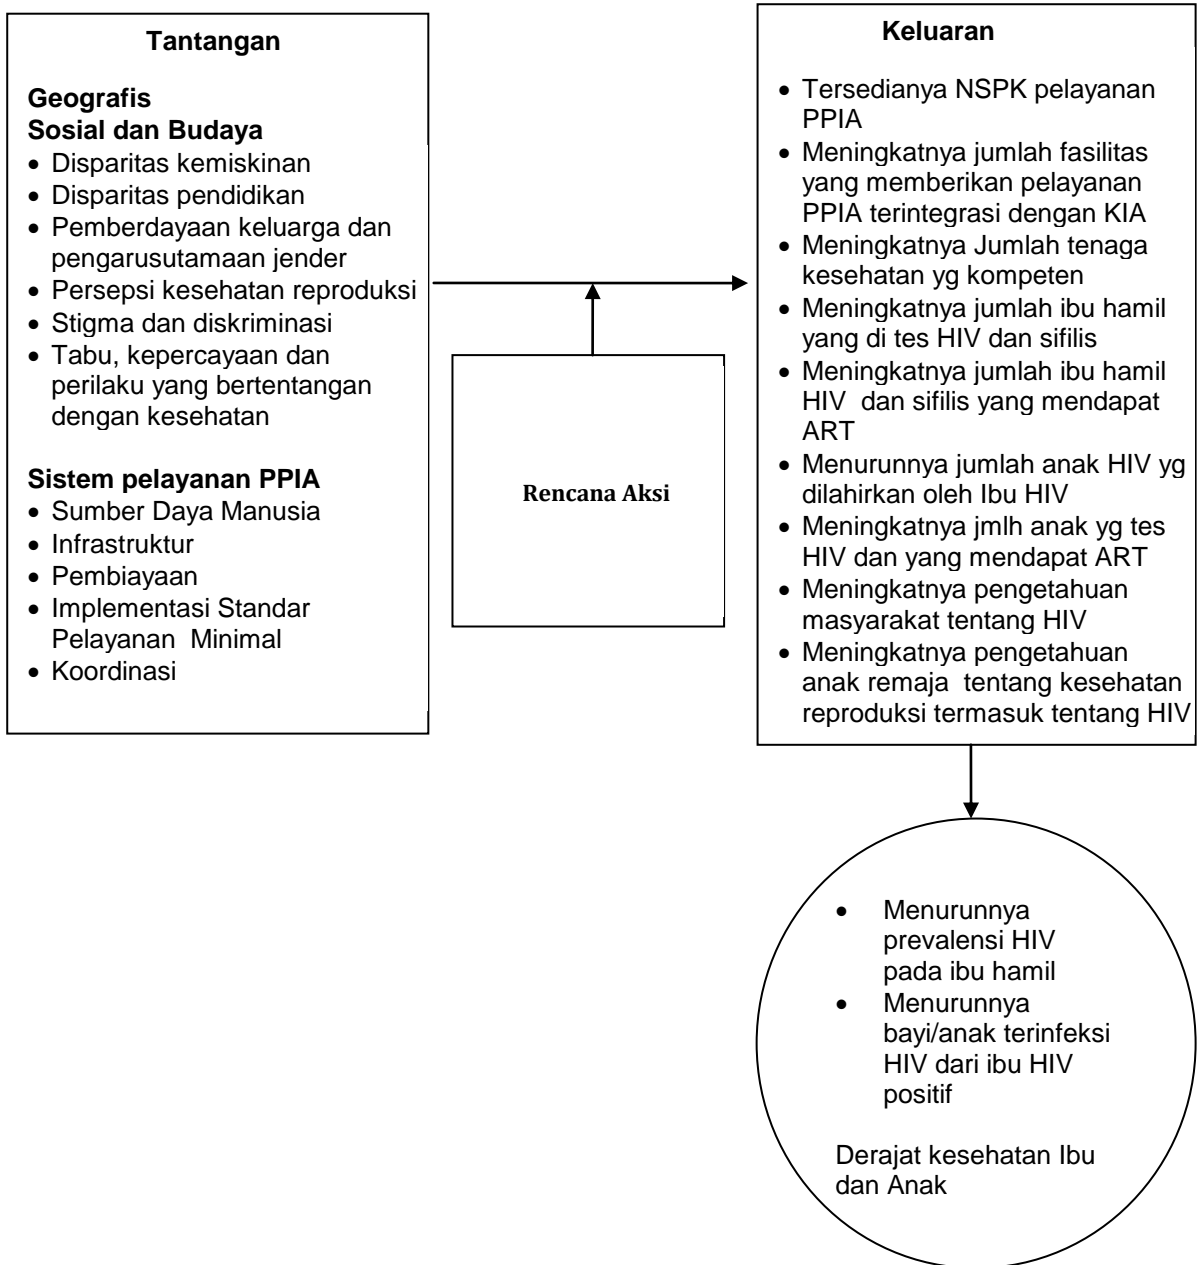 Tantangan
Geografis
Sosial dan Budaya
• Disparitas kemiskinan
• Disparitas pendidikan
• Pemberdayaan keluarga dan
pengarusutamaan jender
• Persepsi kesehatan reproduksi
• Stigma dan diskriminasi
• Tabu, kepercayaan dan
perilaku yang bertentangan
dengan kesehatan
Sistem pelayanan PPIA
• Sumber Daya Manusia
• Infrastruktur
• Pembiayaan
• Implementasi Standar
Pelayanan Minimal
• Koordinasi
Rencana Aksi
Keluaran
• Tersedianya NSPK pelayanan
PPIA
• Meningkatnya jumlah fasilitas
yang memberikan pelayanan
PPIA terintegrasi dengan KIA
• Meningkatnya Jumlah tenaga
kesehatan yg kompeten
• Meningkatnya jumlah ibu hamil
yang di tes HIV dan sifilis
• Meningkatnya jumlah ibu hamil
HIV dan sifilis yang mendapat
ART
• Menurunnya jumlah anak HIV yg
dilahirkan oleh Ibu HIV
• Meningkatnya jmlh anak yg tes
HIV dan yang mendapat ART
• Meningkatnya pengetahuan
masyarakat tentang HIV
• Meningkatnya pengetahuan
anak remaja tentang kesehatan
reproduksi termasuk tentang HIV
• Menurunnya
prevalensi HIV
pada ibu hamil
• Menurunnya
bayi/anak terinfeksi
HIV dari ibu HIV
positif
Derajat kesehatan Ibu
dan Anak